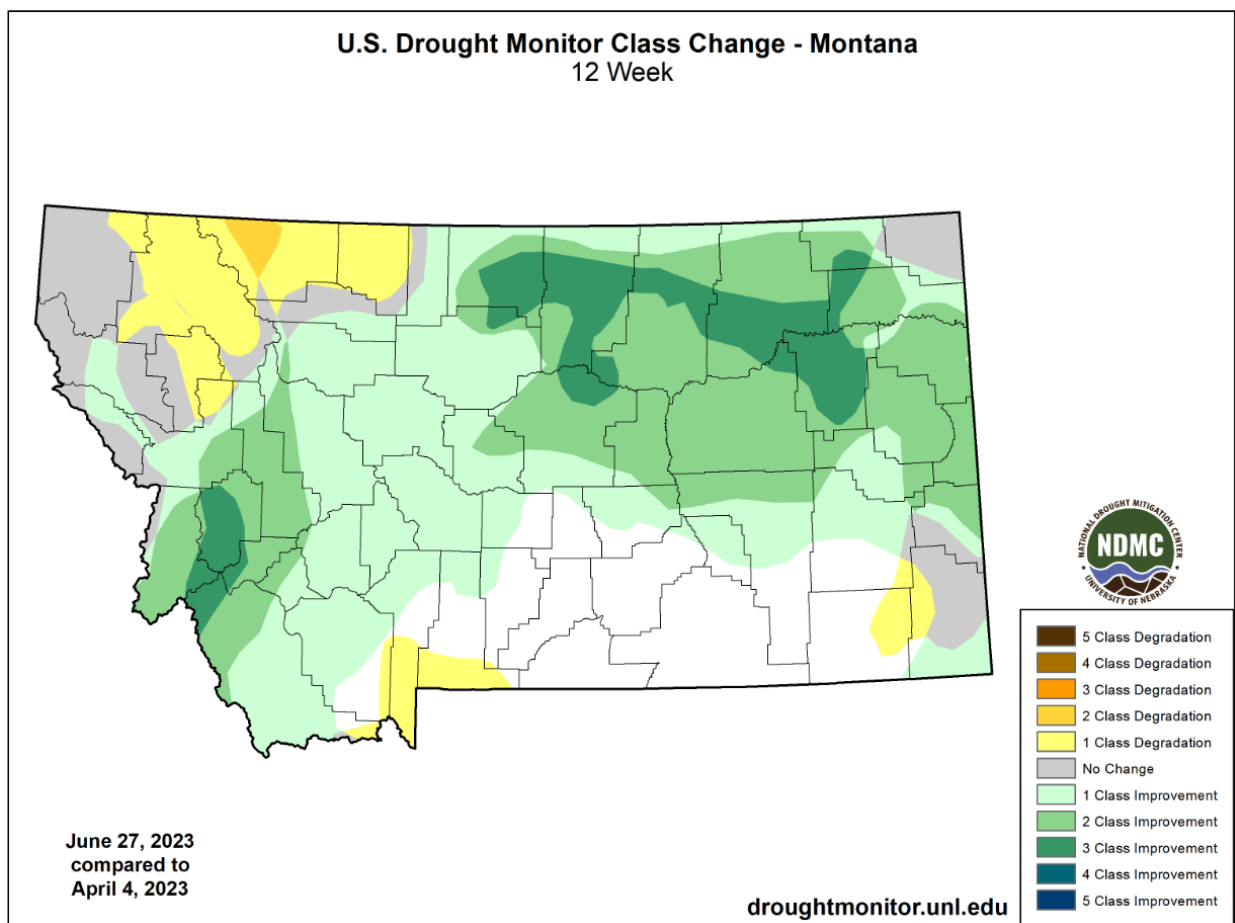 U.S. Drought Monitor Class Change - Montana
12 Week
NATIONAL DROUGHT MITIGATION CENTER
NDMC
UNIVERSITY OF NEBRASKA
5 Class Degradation
4 Class Degradation
3 Class Degradation
2 Class Degradation
1 Class Degradation
No Change
1 Class Improvement
2 Class Improvement
3 Class Improvement
4 Class Improvement
5 Class Improvement
June 27, 2023
compared to
April 4, 2023
droughtmonitor.unl.edu